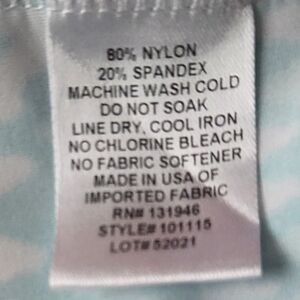 80% NYLON
20% SPANDEX
MACHINE WASH COLD
DO NOT SOAK
LINE DRY, COOL IRON
NO CHLORINE BLEACH
NO FABRIC SOFTENER
MADE IN USA OF
IMPORTED FABRIC
RN# 131946
STYLE# 101115
LOT# 52021